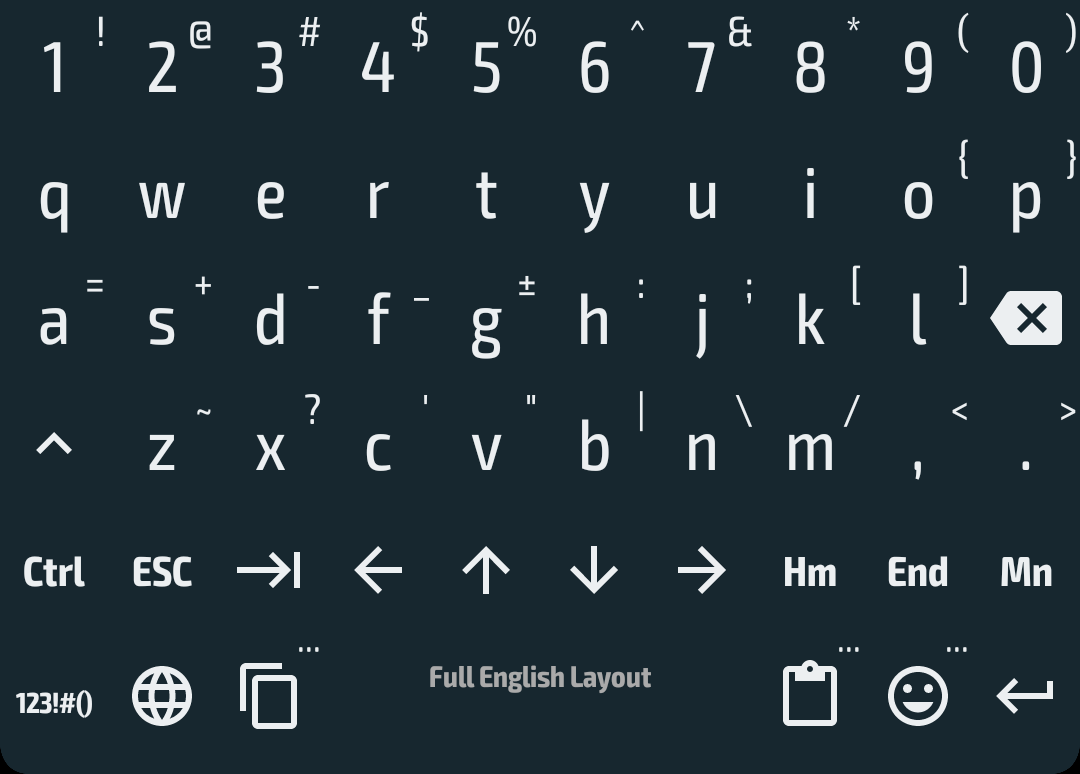 1 ! 2 @ 3 # 4 $ 5 % 6 ^ 7 & 8 * 9 ( 0 )
q w e r t y u i o { p }
a = s + d - f _ g ± h : j ; k [ l ]
z ~ x ? c ' v " b | n \ m / , < . >
Ctrl ESC Hm End Mn
123!#() ... Full English Layout ... ...